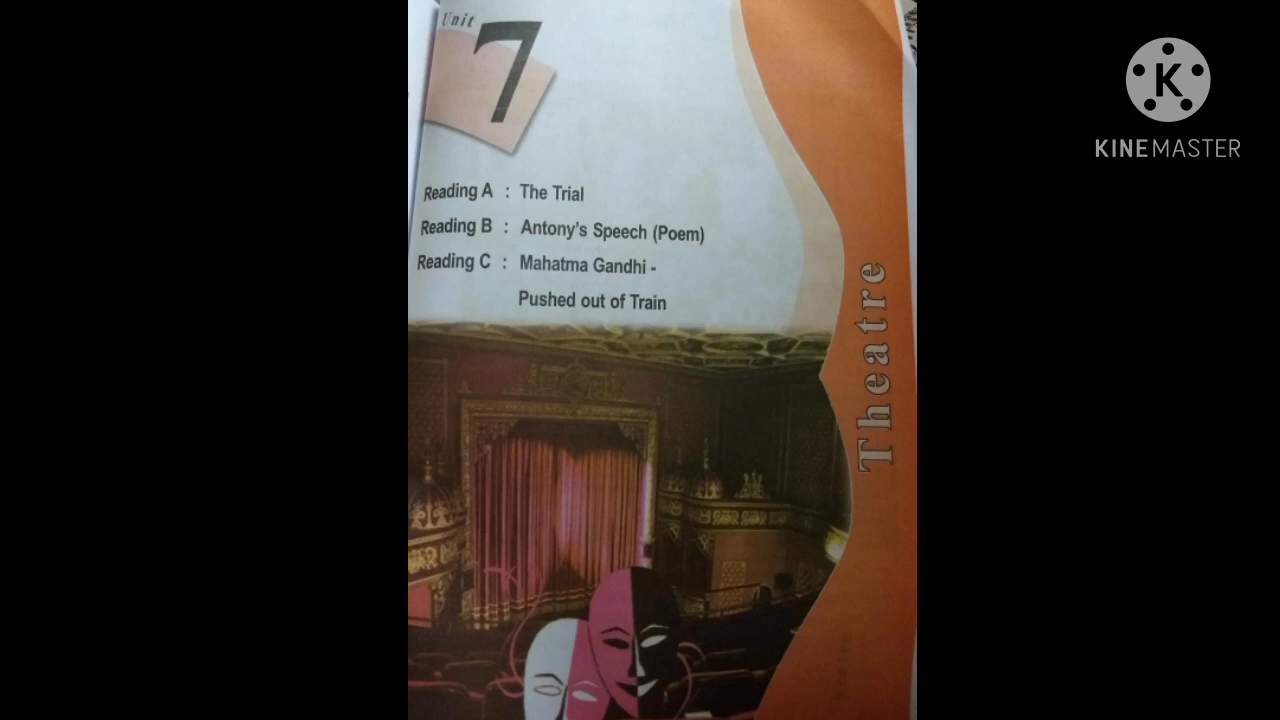 Unit
7
Reading A : The Trial
Reading B : Antony's Speech (Poem)
Reading C : Mahatma Gandhi -
Pushed out of Train
Theatre
K
KINEMASTER